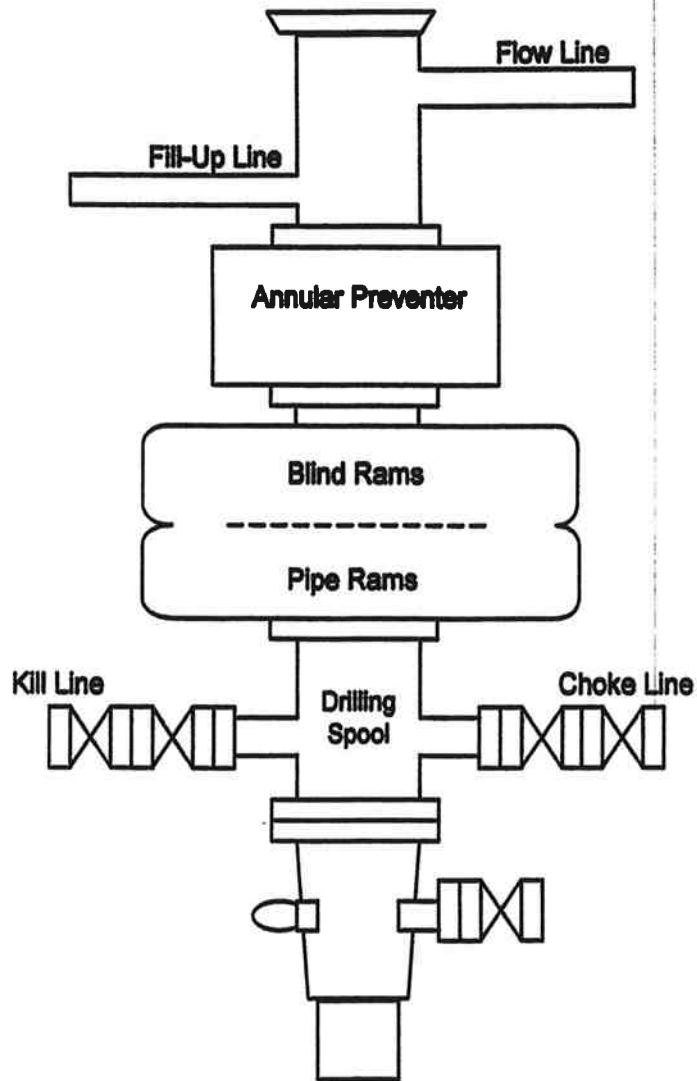 Flow Line
Fill-Up Line
Annular Preventer
Blind Rams
Pipe Rams
Kill Line
Choke Line
Drilling
Spool